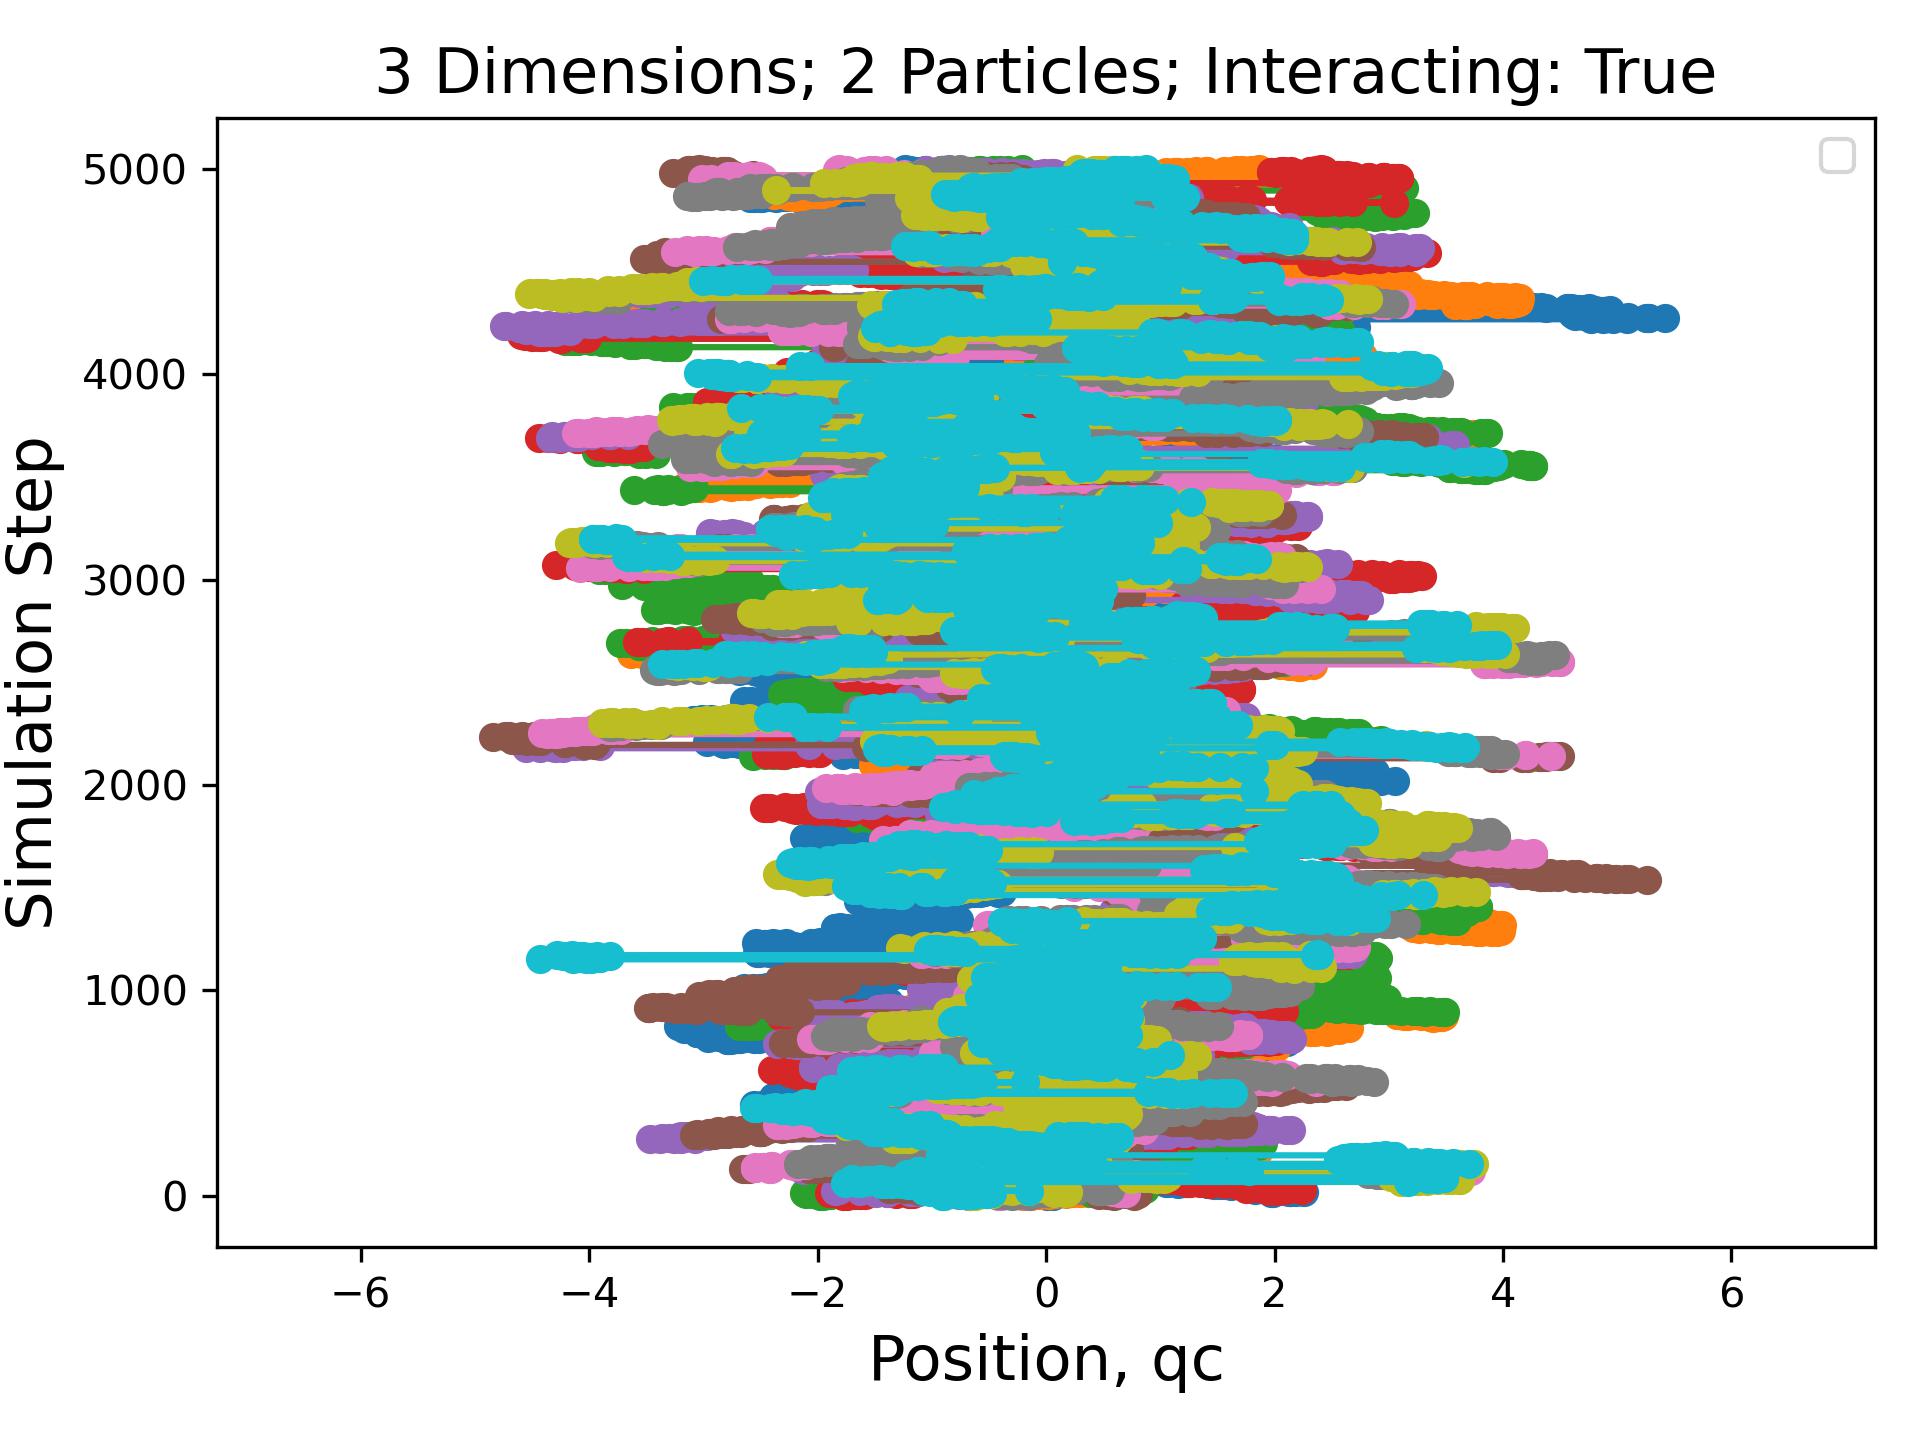 3 Dimensions; 2 Particles; Interacting: True
5000
4000
3000
2000
1000
0
Simulation Step
−6 −4 −2 0 2 4 6
Position, qc